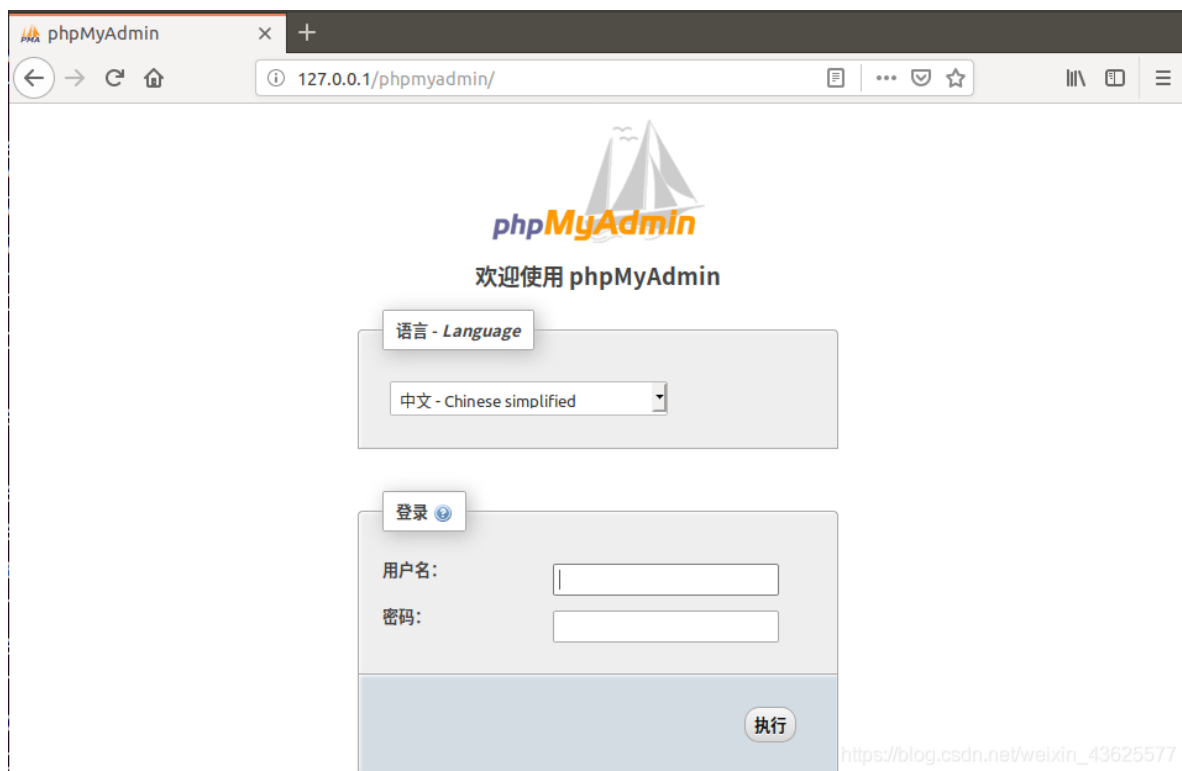 phpMyAdmin
127.0.0.1/phpmyadmin/
phpMyAdmin
欢迎使用 phpMyAdmin
语言 - Language
中文 - Chinese simplified
登录
用户名:
密码:
执行
https://blog.csdn.net/weixin_43625577